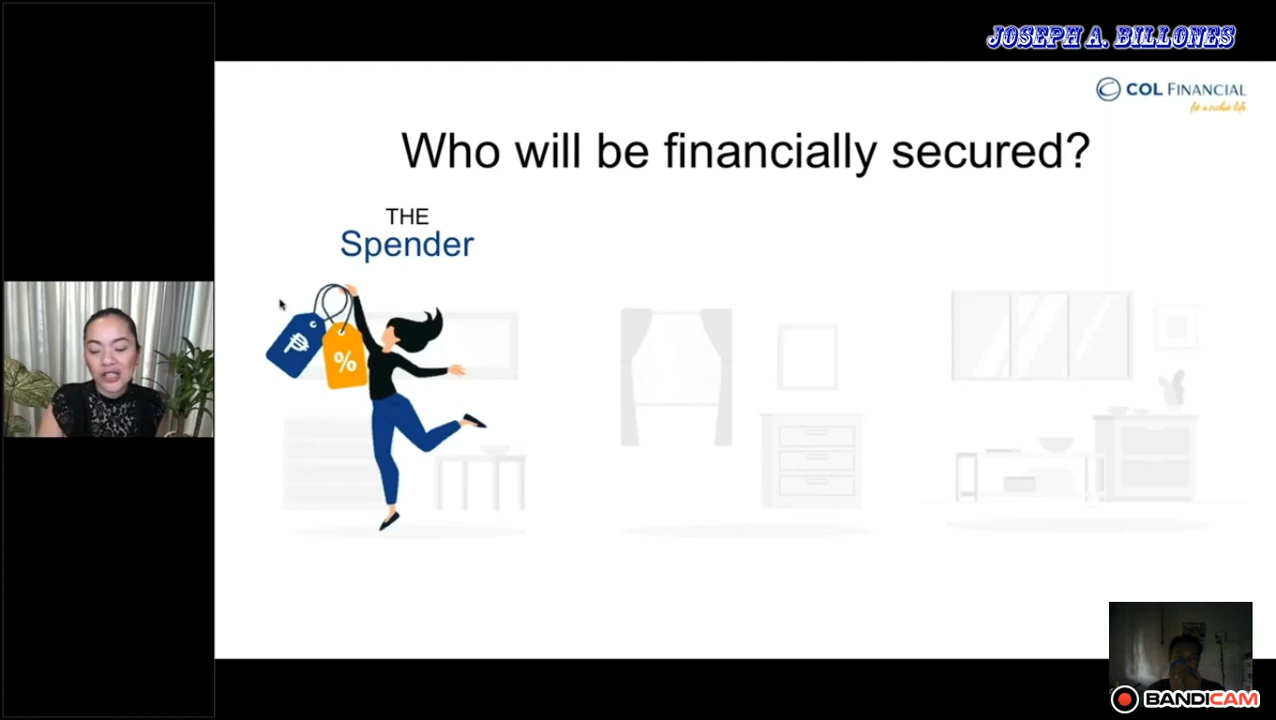 JOSEPH A. BILLONES
COL FINANCIAL
Who will be financially secured?
THE
Spender
%
BANDICAM